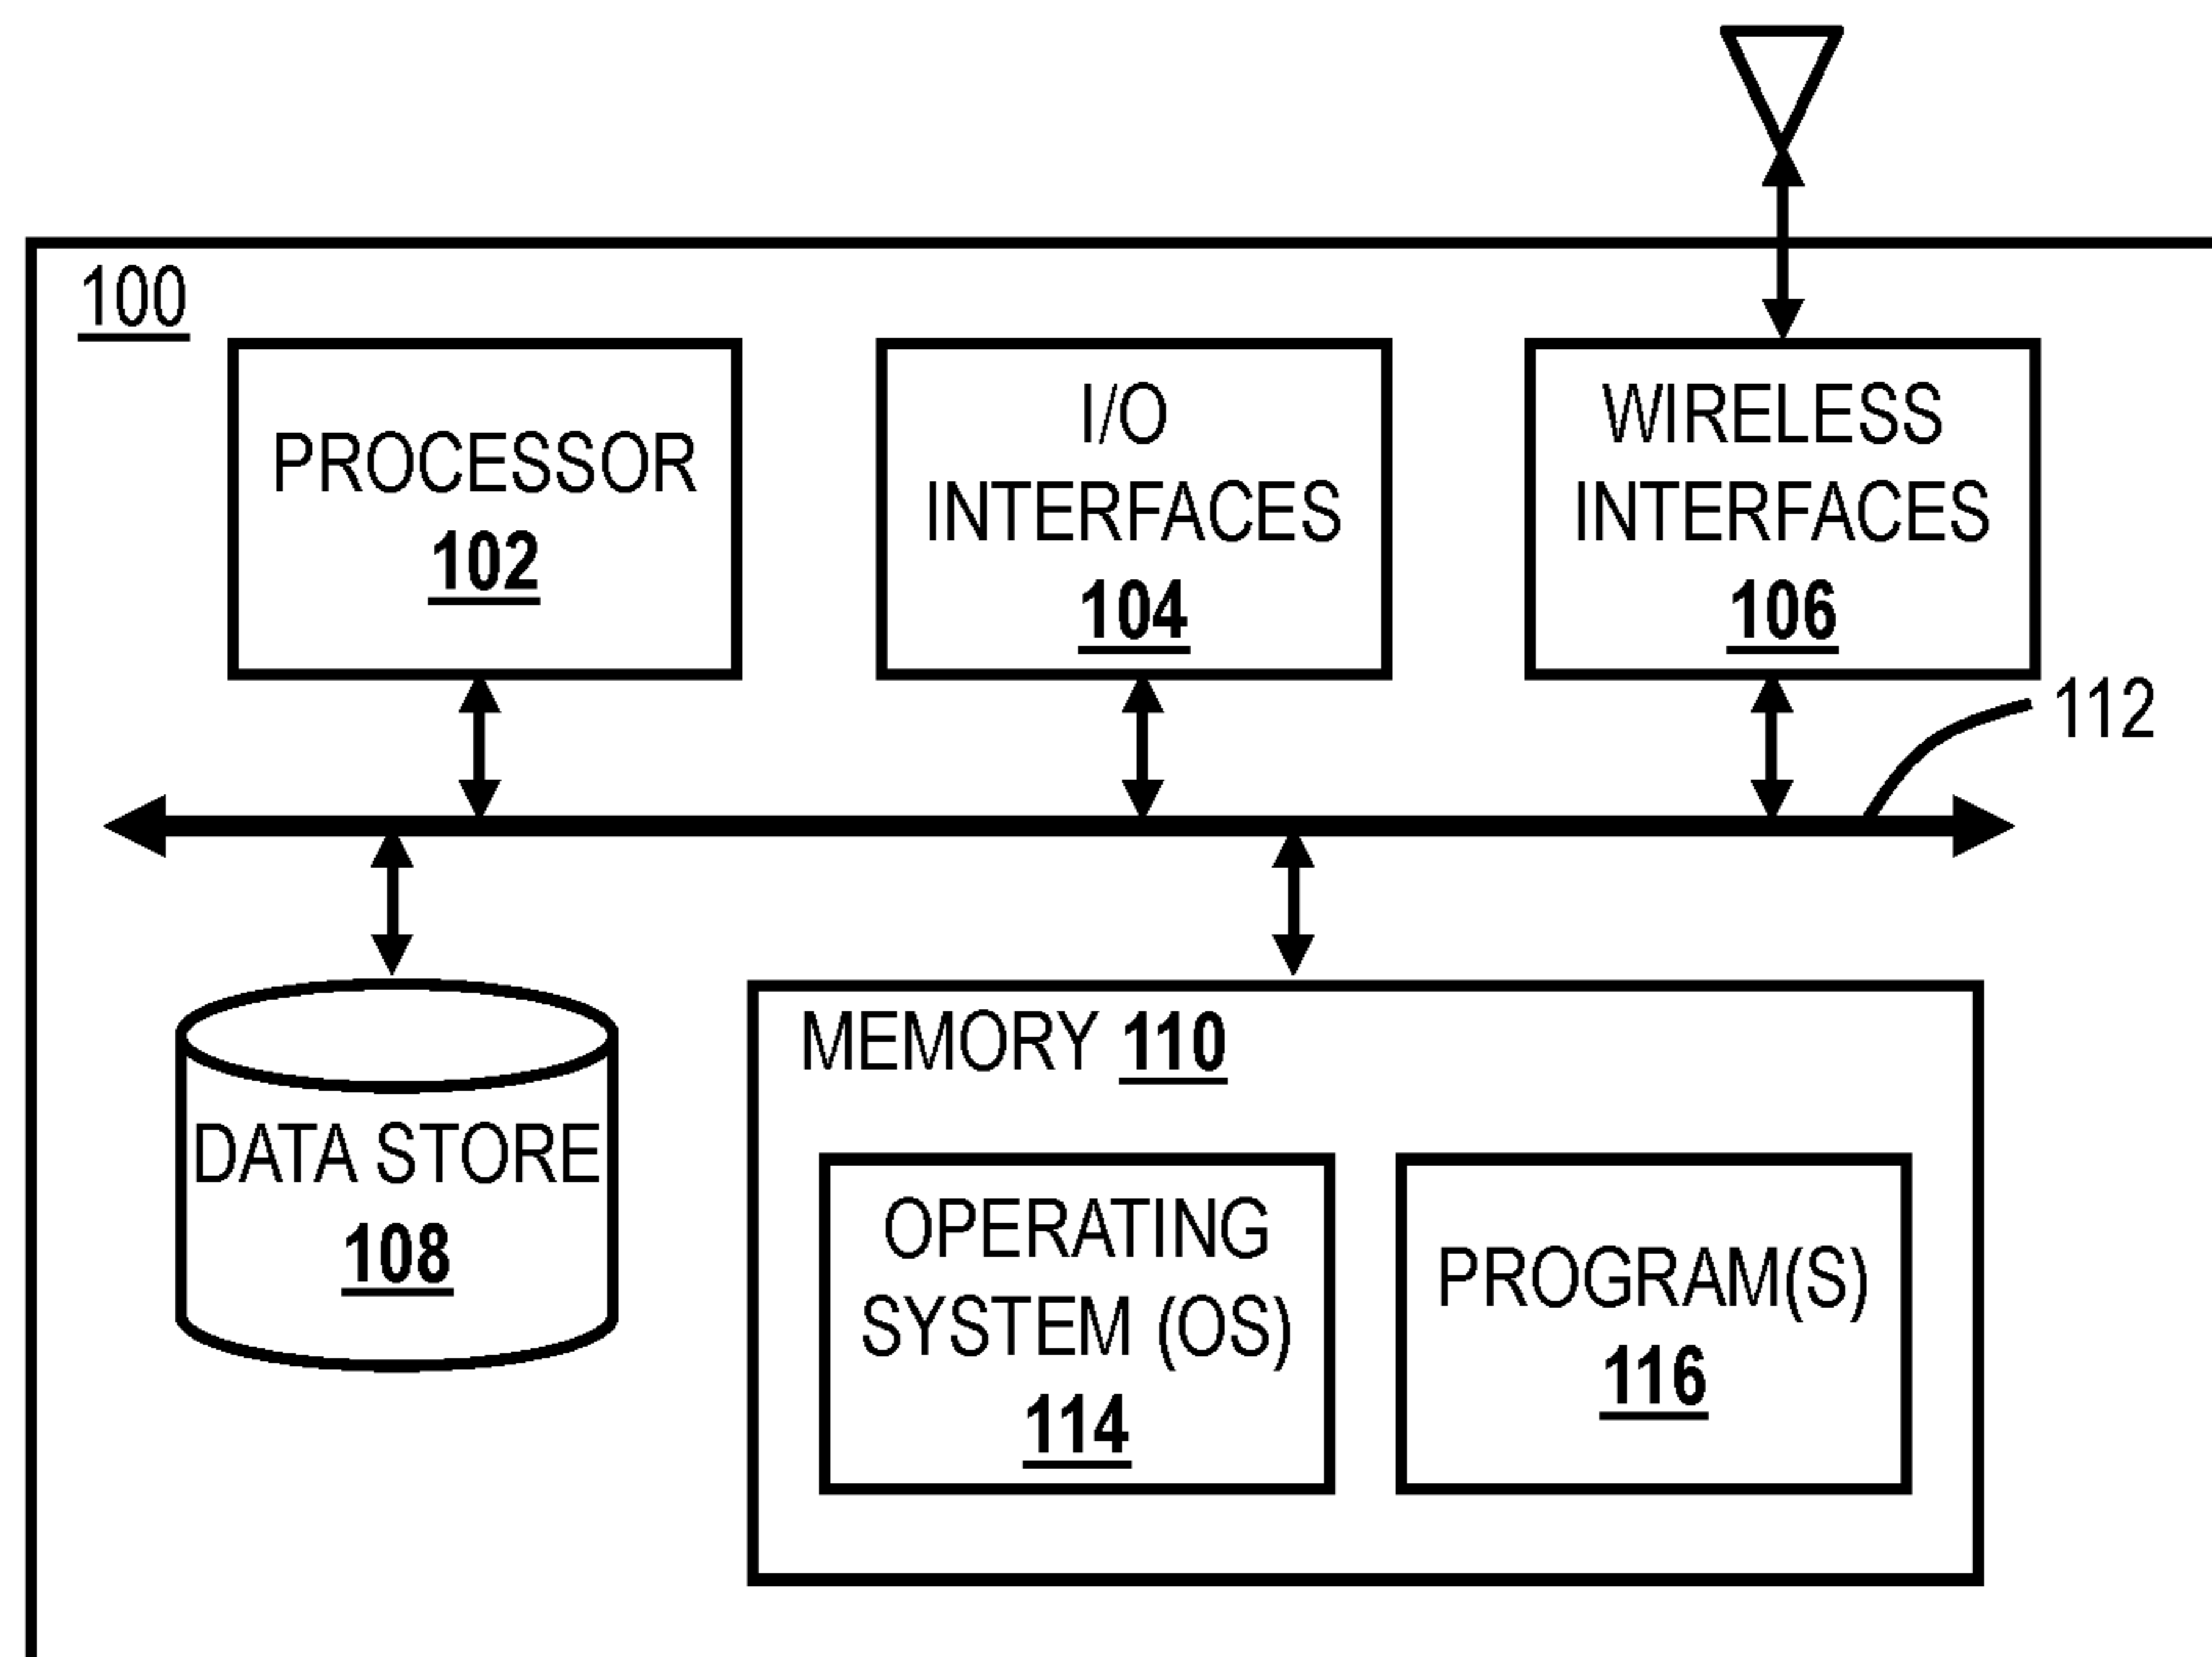 100
PROCESSOR
102
I/O
INTERFACES
104
WIRELESS
INTERFACES
106
112
DATA STORE
108
MEMORY 110
OPERATING
SYSTEM (OS)
114
PROGRAM(S)
116